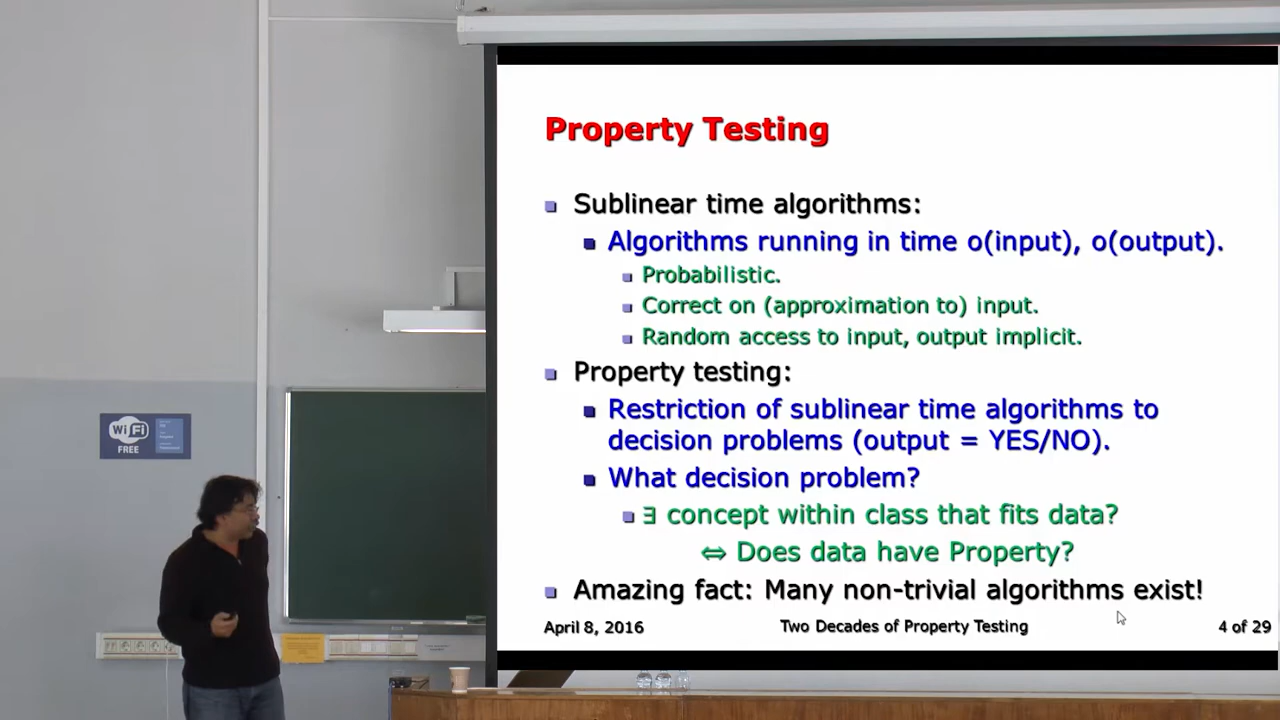 Property Testing
Sublinear time algorithms:
Algorithms running in time o(input), o(output).
Probabilistic.
Correct on (approximation to) input.
Random access to input, output implicit.
Property testing:
Restriction of sublinear time algorithms to
decision problems (output = YES/NO).
What decision problem?
∃ concept within class that fits data?
⇔ Does data have Property?
Amazing fact: Many non-trivial algorithms exist!
April 8, 2016 Two Decades of Property Testing 4 of 29
WiFi
FREE